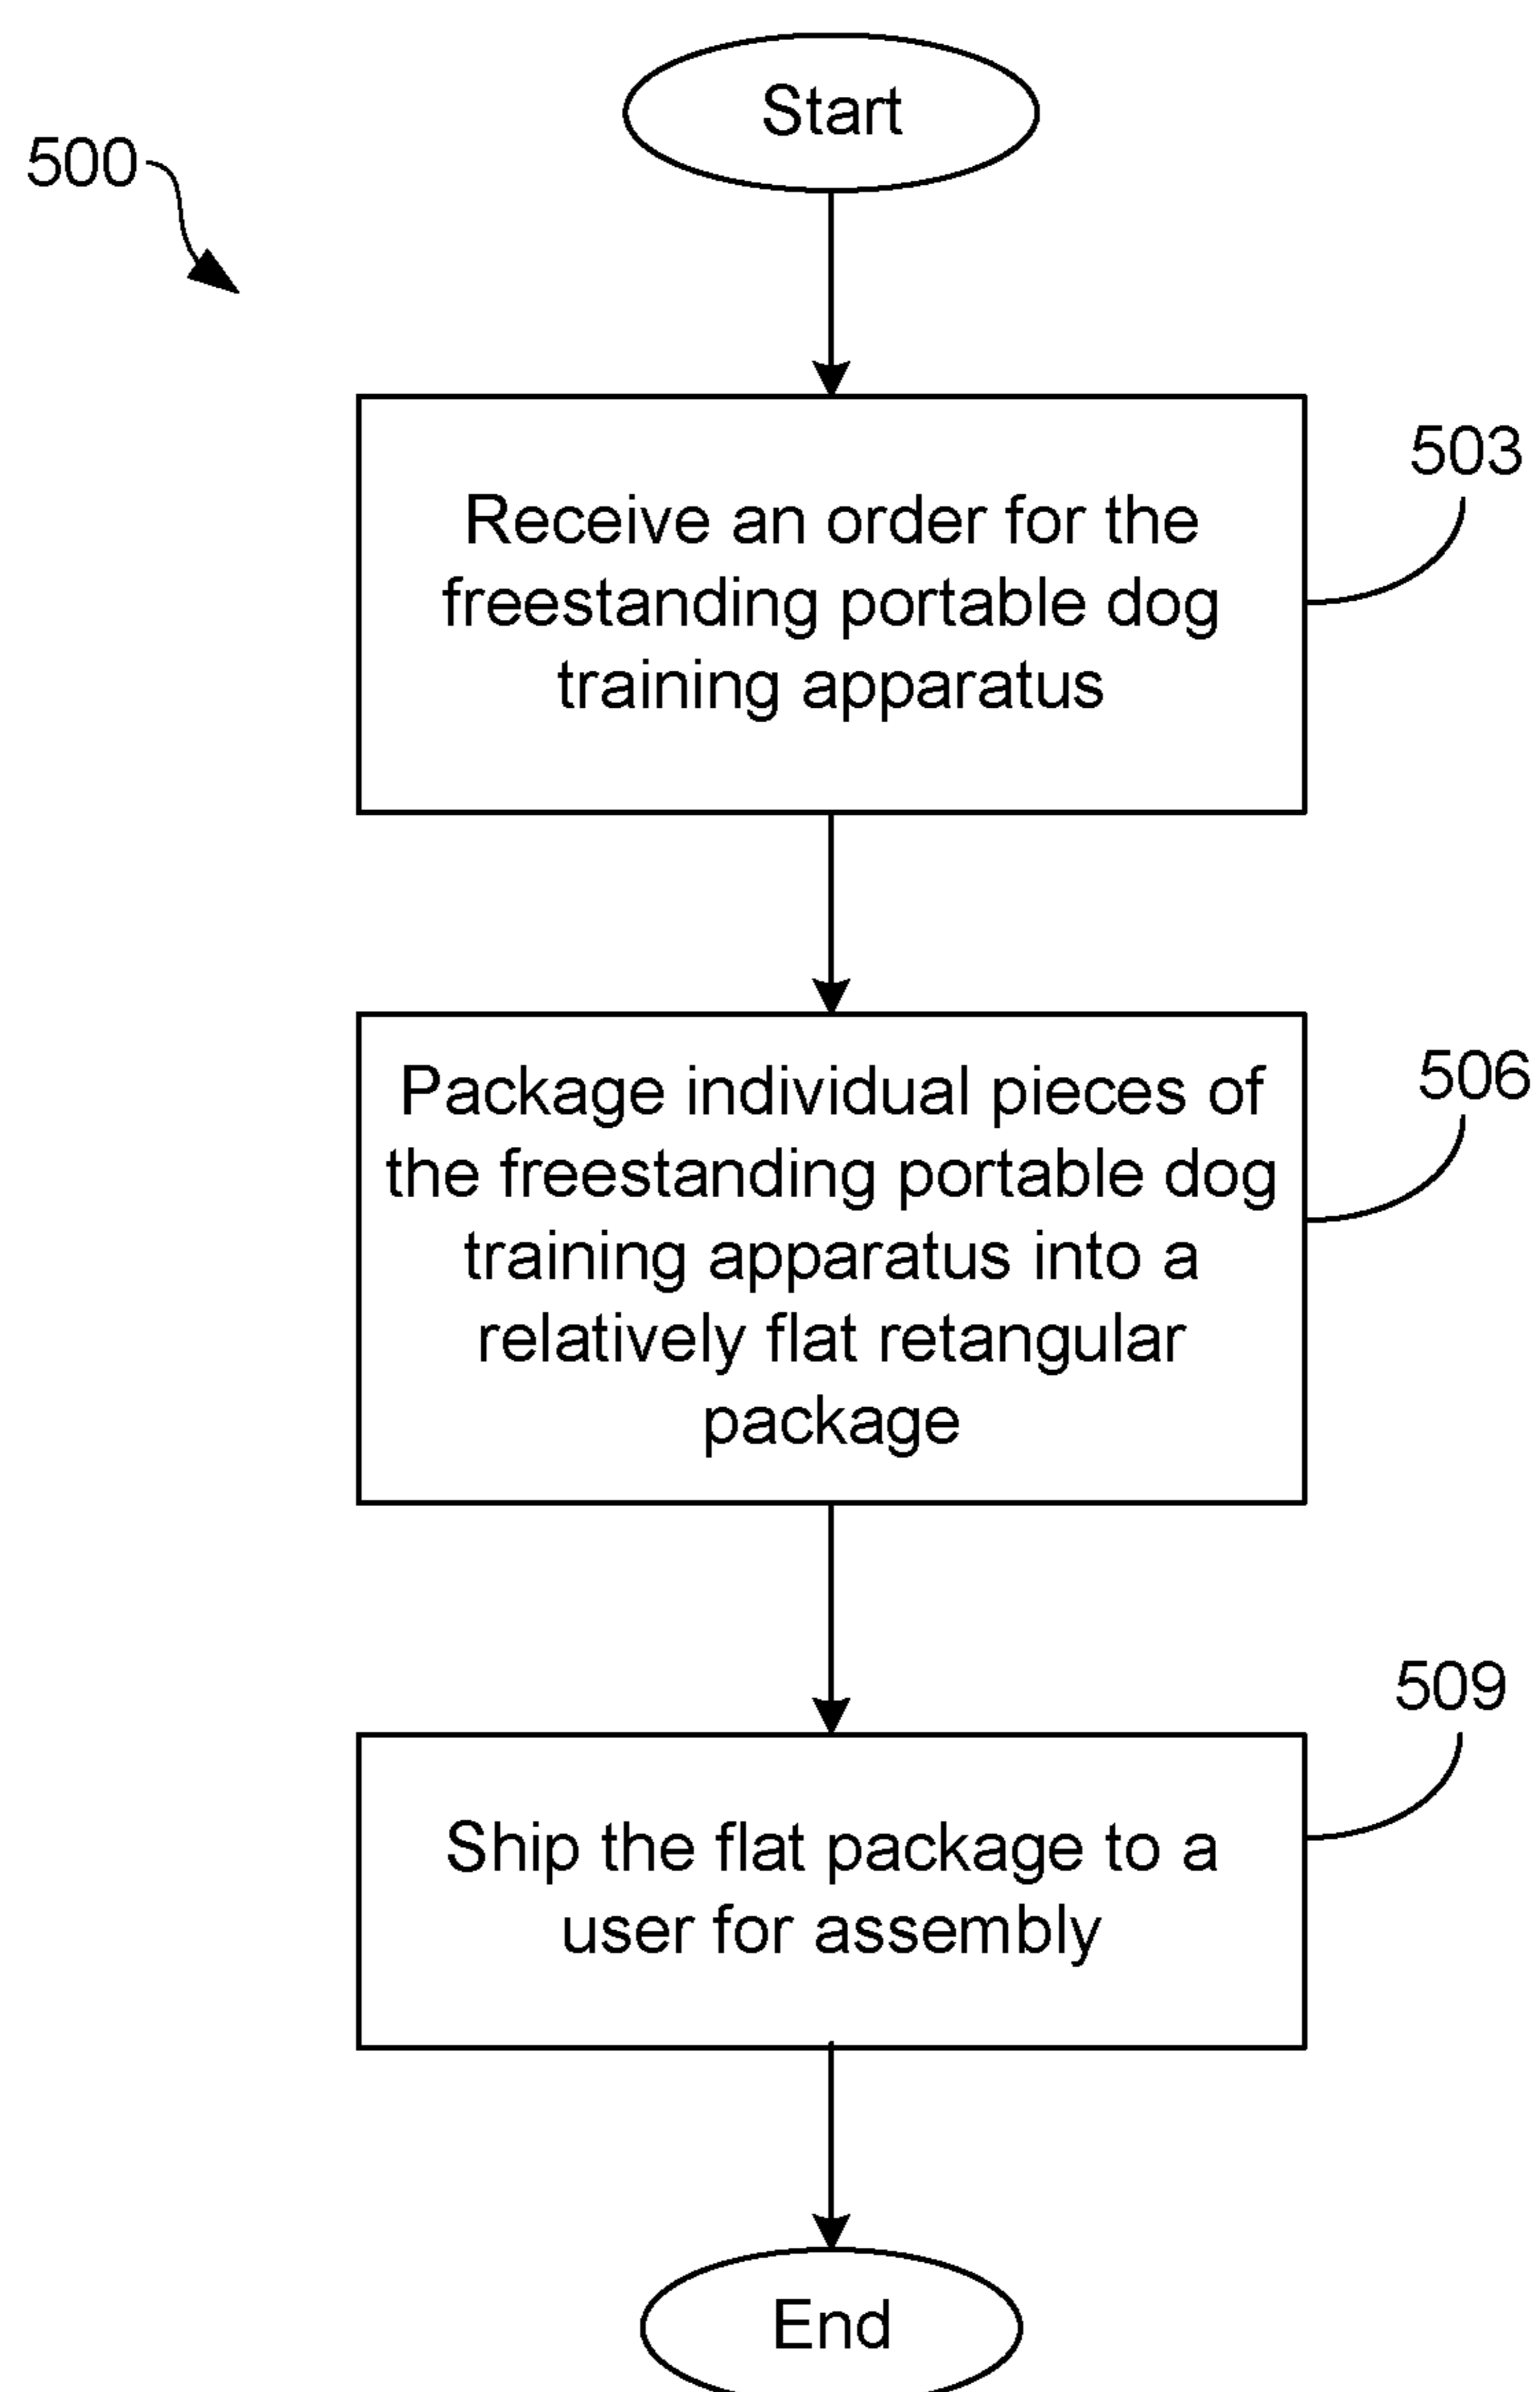 Start
500
503
Receive an order for the
freestanding portable dog
training apparatus
506
Package individual pieces of
the freestanding portable dog
training apparatus into a
relatively flat retangular
package
509
Ship the flat package to a
user for assembly
End